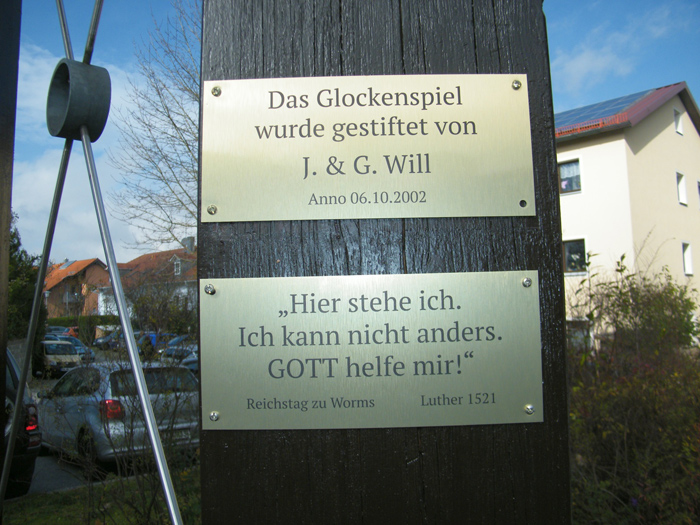 Das Glockenspiel
wurde gestiftet von
J. & G. Will
Anno 06.10.2002
„Hier stehe ich.
Ich kann nicht anders.
GOTT helfe mir!“
Reichstag zu Worms Luther 1521